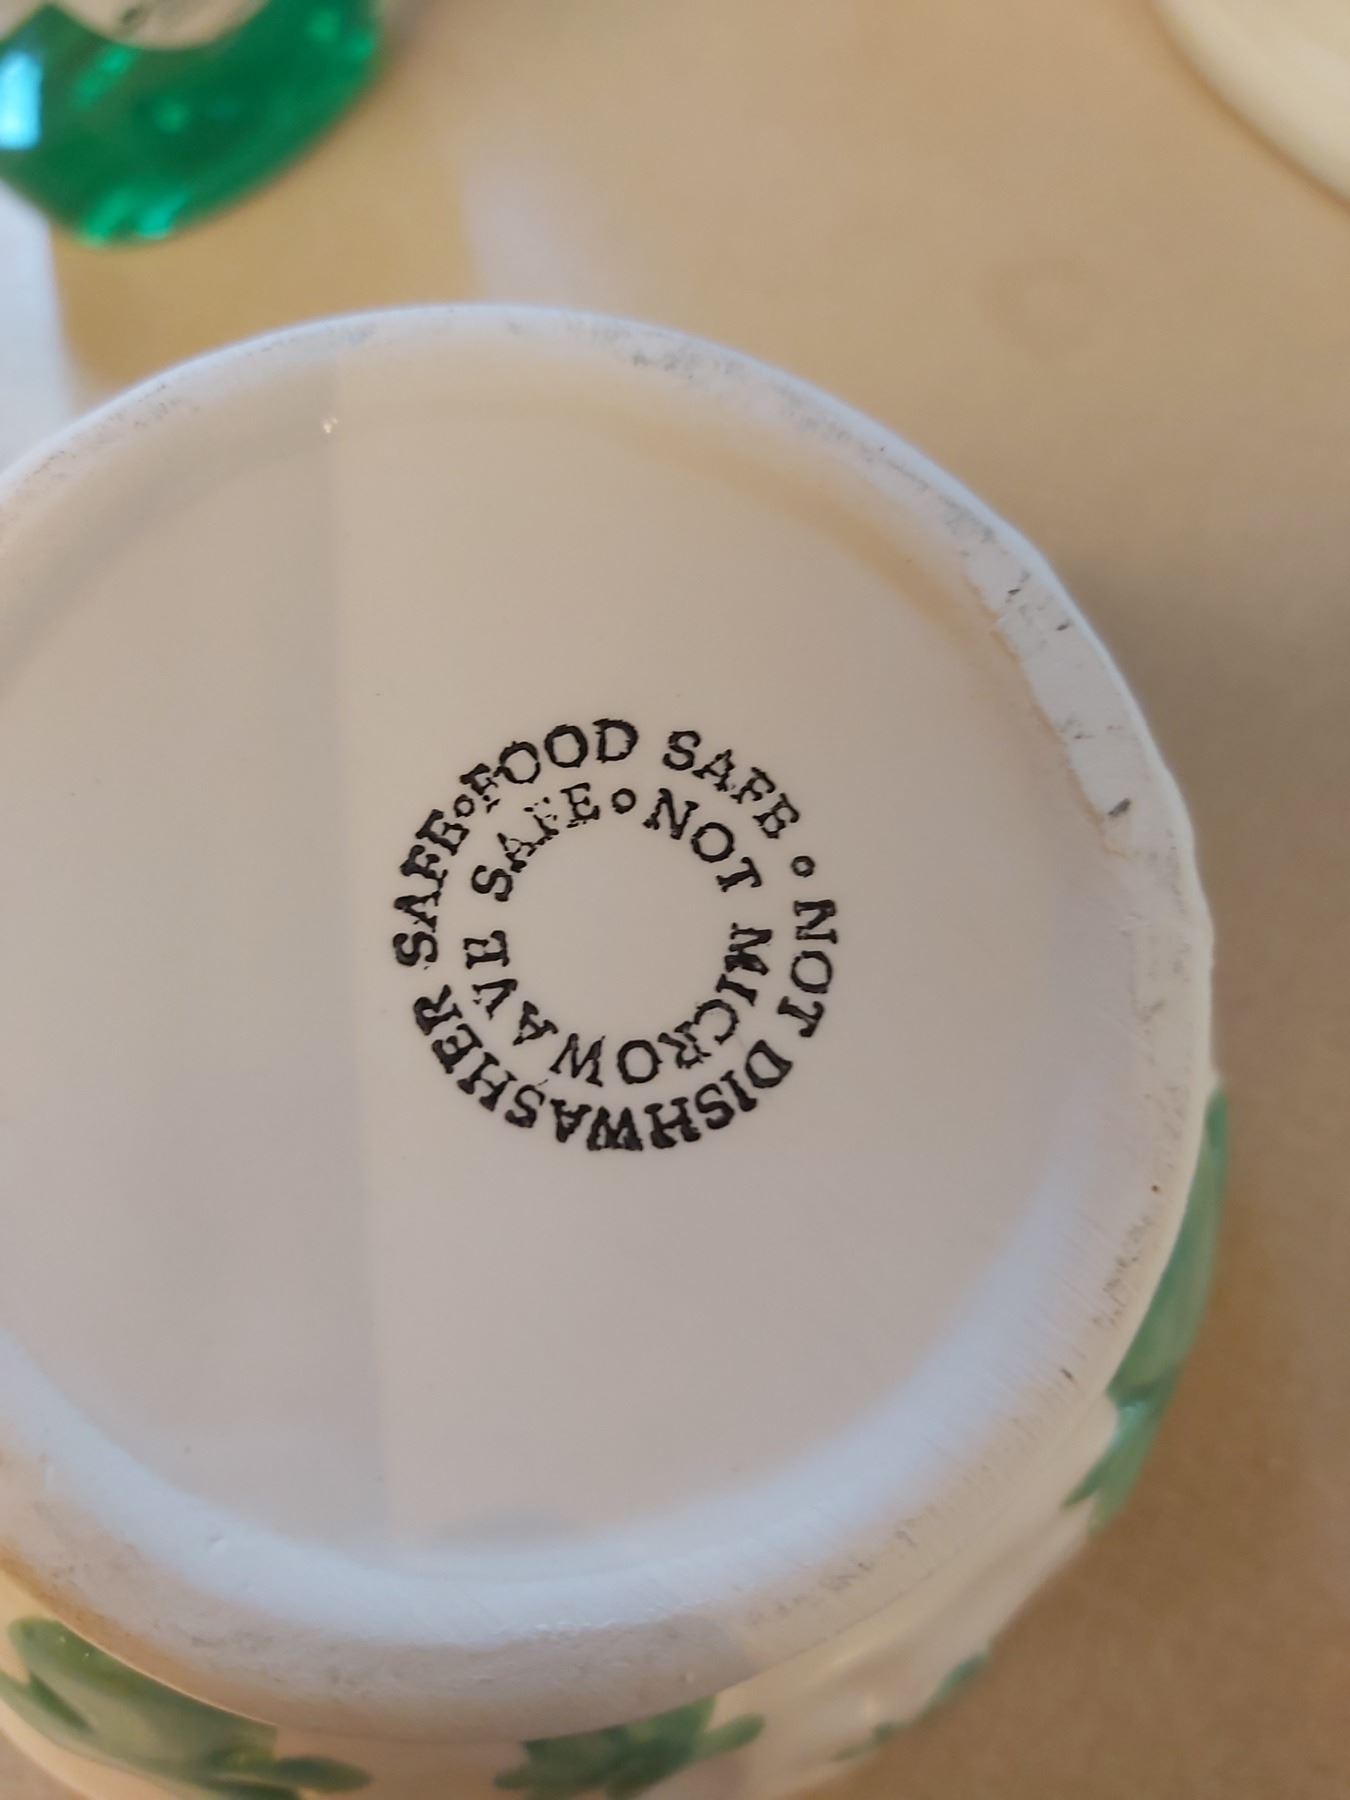 FOOD SAFE ∘ NOT DISHWASHER SAFE ∘
NOT MICROWAVE SAFE ∘